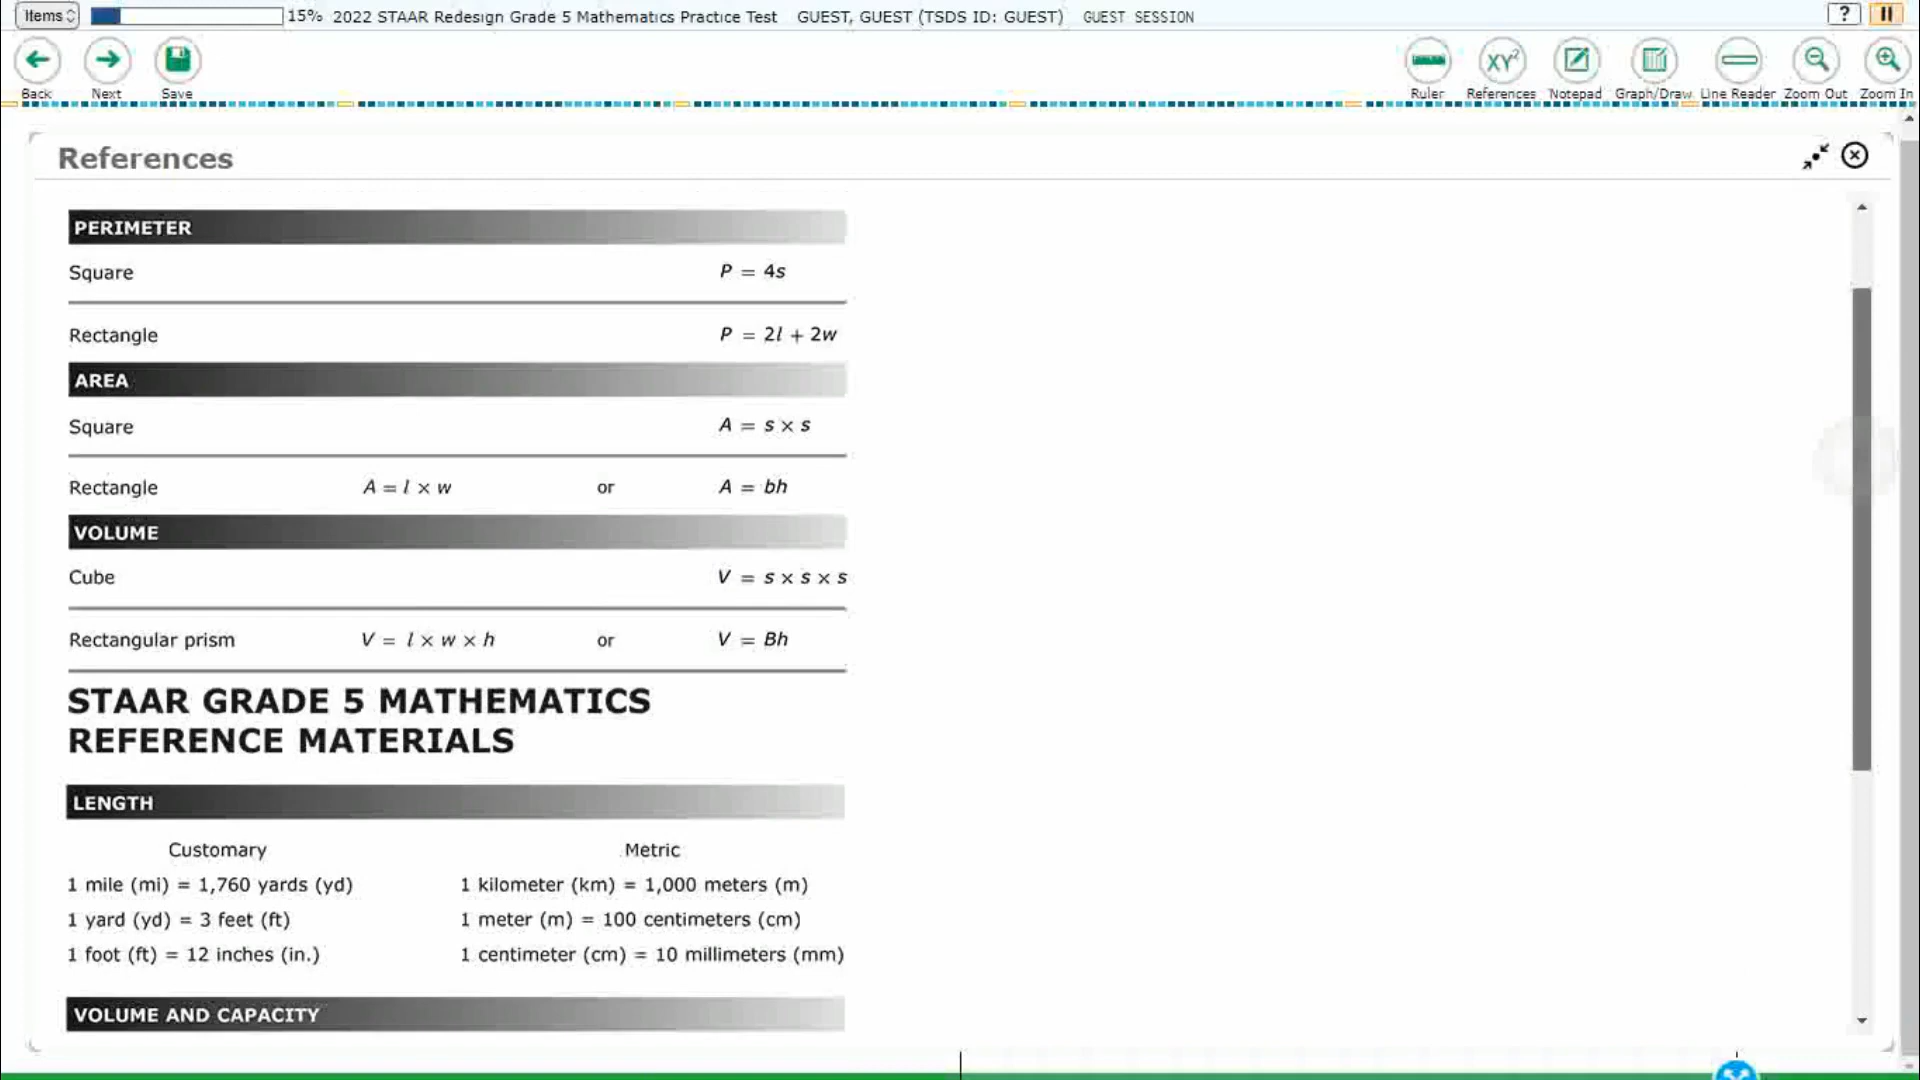 Items 15% 2022 STAAR Redesign Grade 5 Mathematics Practice Test GUEST, GUEST (TSDS ID: GUEST) GUEST SESSION ?
Back Next Save Ruler XY² References Notepad Graph/Draw Line Reader Zoom Out Zoom In
References
PERIMETER
Square P = 4s
Rectangle P = 2l + 2w
AREA
Square A = s × s
Rectangle A = l × w or A = bh
VOLUME
Cube V = s × s × s
Rectangular prism V = l × w × h or V = Bh
STAAR GRADE 5 MATHEMATICS
REFERENCE MATERIALS
LENGTH
Customary Metric
1 mile (mi) = 1,760 yards (yd) 1 kilometer (km) = 1,000 meters (m)
1 yard (yd) = 3 feet (ft) 1 meter (m) = 100 centimeters (cm)
1 foot (ft) = 12 inches (in.) 1 centimeter (cm) = 10 millimeters (mm)
VOLUME AND CAPACITY